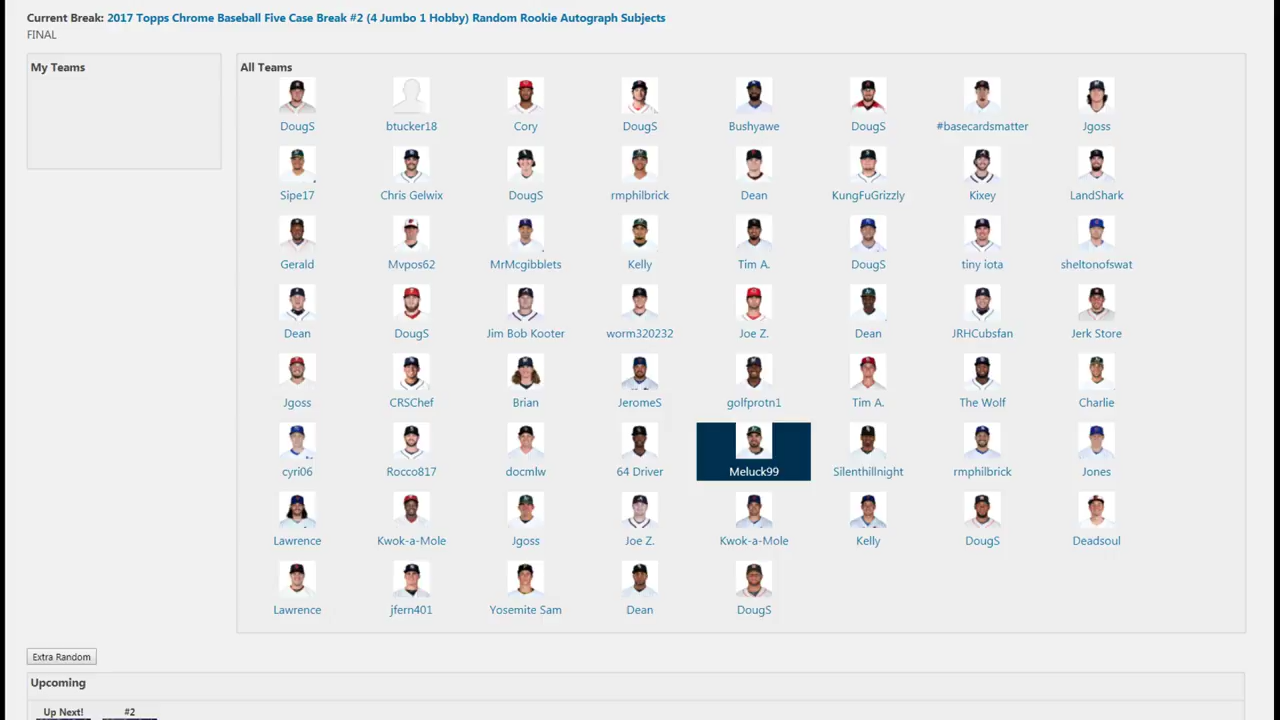 Current Break: 2017 Topps Chrome Baseball Five Case Break #2 (4 Jumbo 1 Hobby) Random Rookie Autograph Subjects
FINAL
My Teams
All Teams
DougS btucker18 Cory DougS Bushyawe DougS #basecardsmatter Jgoss
Sipe17 Chris Gelwix DougS rmphilbrick Dean KungFuGrizzly Kixey LandShark
Gerald Mvpos62 MrMcgibblets Kelly Tim A. DougS tiny iota sheltonofswat
Dean DougS Jim Bob Kooter worm320232 Joe Z. Dean JRHCubsfan Jerk Store
Jgoss CRSChef Brian JeromeS golfprotn1 Tim A. The Wolf Charlie
cyri06 Rocco817 docmlw 64 Driver Meluck99 Silenthillnight rmphilbrick Jones
Lawrence Kwok-a-Mole Jgoss Joe Z. Kwok-a-Mole Kelly DougS Deadsoul
Lawrence jfern401 Yosemite Sam Dean DougS
Extra Random
Upcoming
Up Next! #2